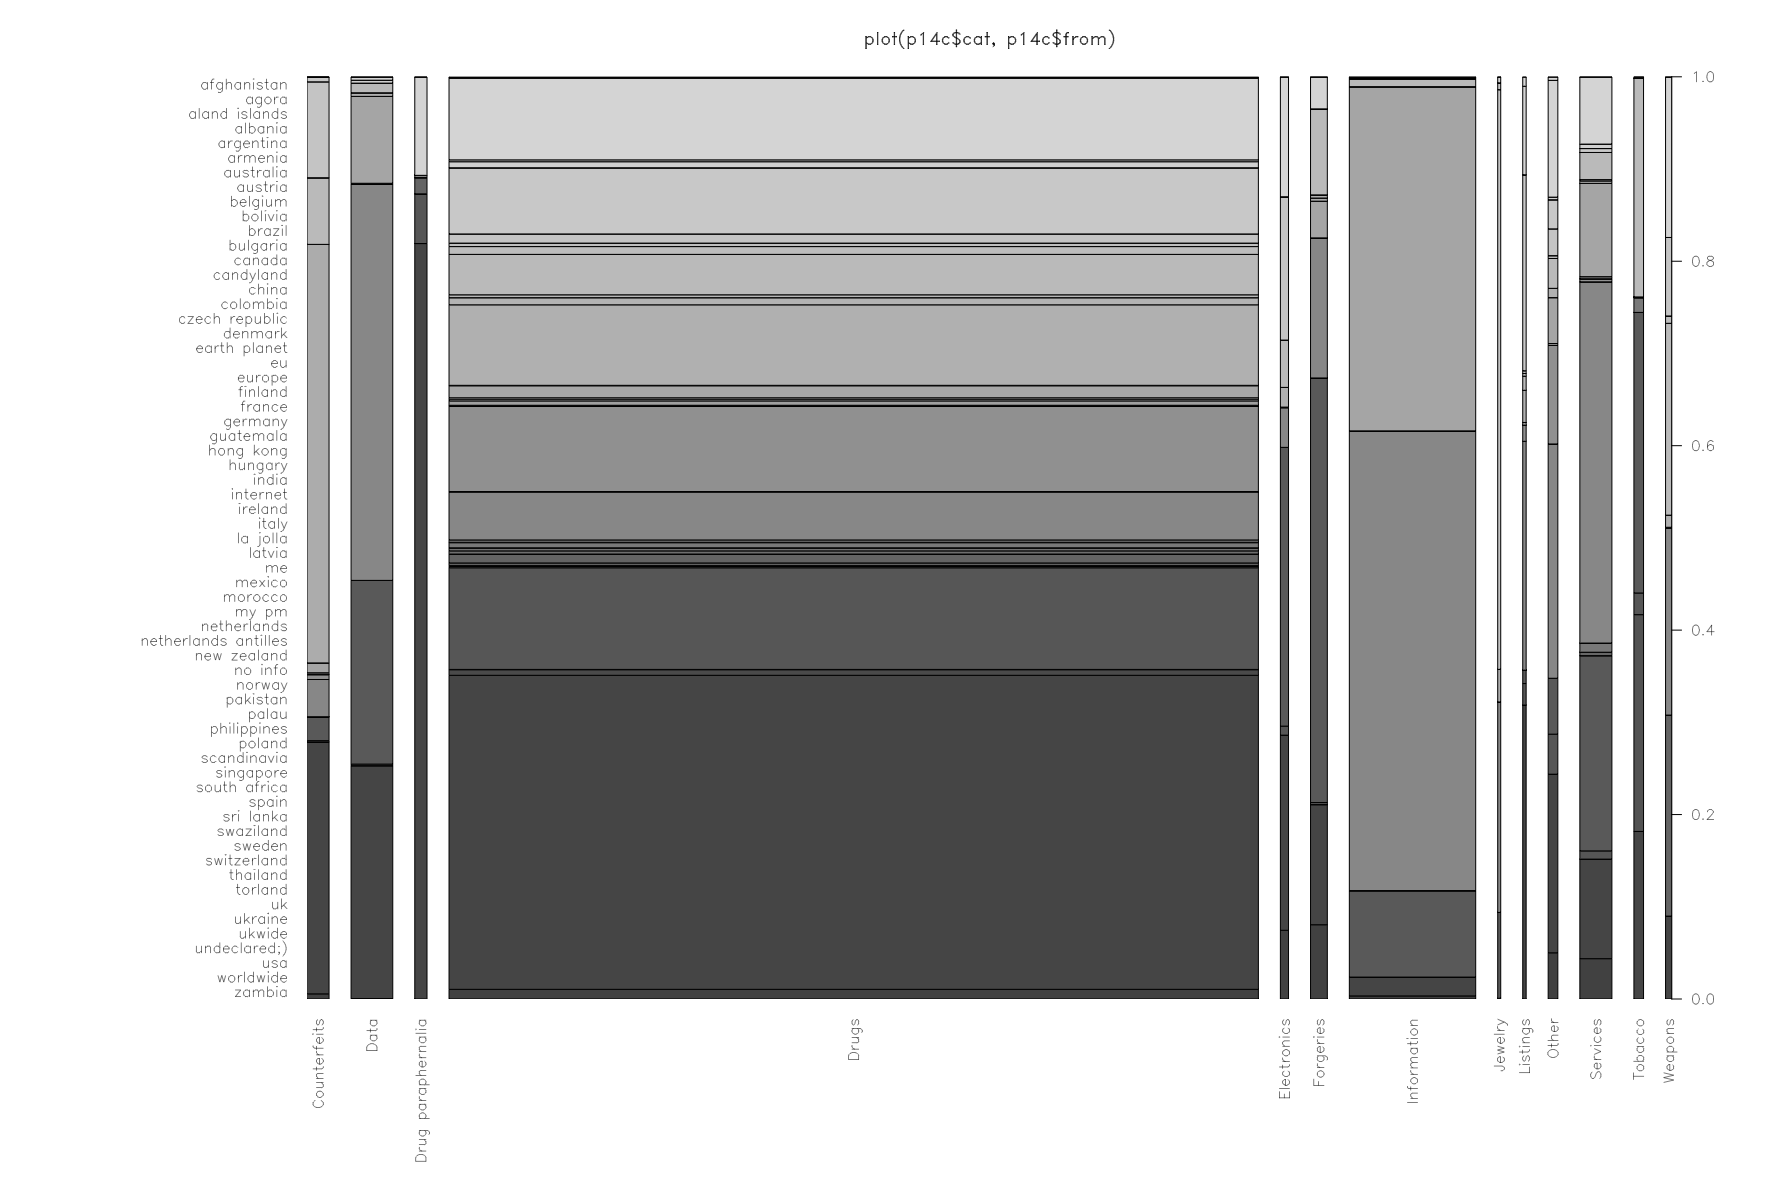 plot(p14c$cat, p14c$from)
afghanistan
agora
aland islands
albania
argentina
armenia
australia
austria
belgium
bolivia
brazil
bulgaria
canada
candyland
china
colombia
czech republic
denmark
earth planet
eu
europe
finland
france
germany
guatemala
hong kong
hungary
india
internet
ireland
italy
la jolla
latvia
me
mexico
morocco
my pm
netherlands
netherlands antilles
new zealand
no info
norway
pakistan
palau
philippines
poland
scandinavia
singapore
south africa
spain
sri lanka
swaziland
sweden
switzerland
thailand
torland
uk
ukraine
ukwide
undeclared;)
usa
worldwide
zambia
1.0
0.8
0.6
0.4
0.2
0.0
Counterfeits
Data
Drug paraphernalia
Drugs
Electronics
Forgeries
Information
Jewelry
Listings
Other
Services
Tobacco
Weapons